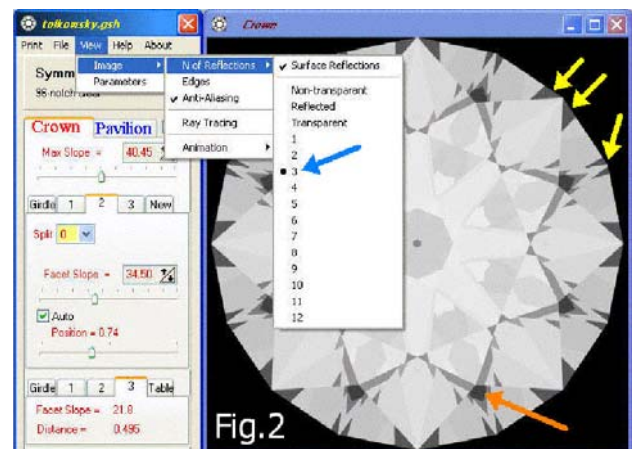 tolkowsky.gsh
Crown
Print File View Help About
Image
Parameters
N of Reflections
Edges
Anti-Aliasing
Ray Tracing
Animation
Surface Reflections
Non-transparent
Reflected
Transparent
1
2
3
4
5
6
7
8
9
10
11
12
Symm
96-notch
Crown Pavilion
Max Slope = 40.45
Girdle 1 2 3 New
Split 0
Facet Slope = 34.50
Auto
Position = 0.74
Girdle 1 2 3 Table
Facet Slope = 21.8
Distance = 0.495
Fig.2